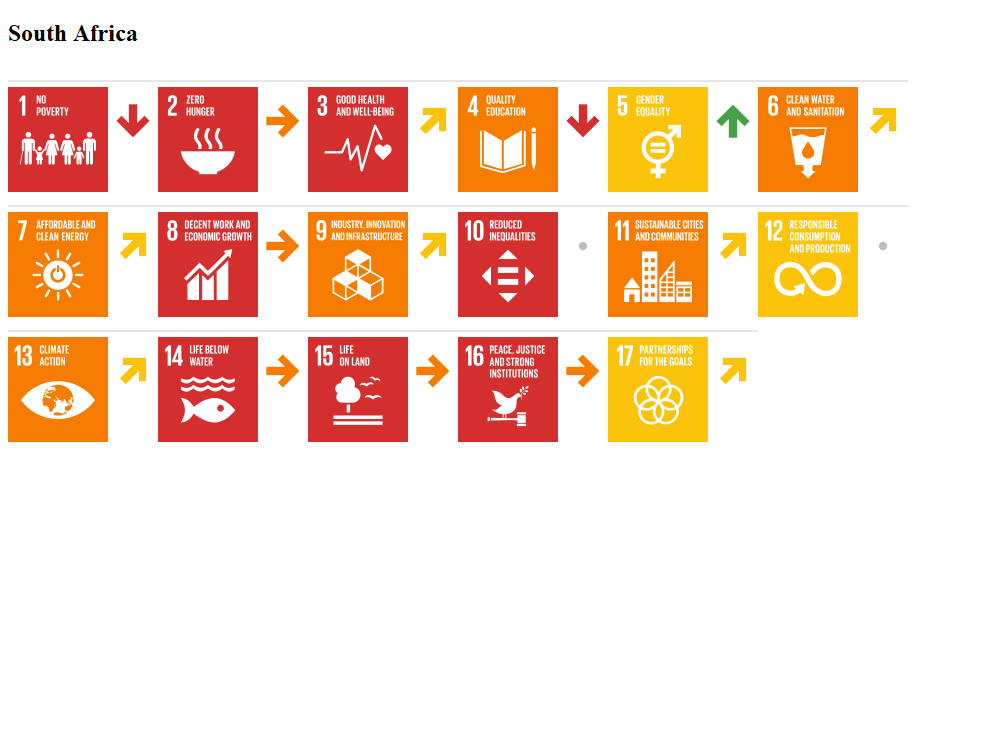 South Africa
1 NO
POVERTY
2 ZERO
HUNGER
3 GOOD HEALTH
AND WELL-BEING
4 QUALITY
EDUCATION
5 GENDER
EQUALITY
6 CLEAN WATER
AND SANITATION
7 AFFORDABLE AND
CLEAN ENERGY
8 DECENT WORK AND
ECONOMIC GROWTH
9 INDUSTRY, INNOVATION
AND INFRASTRUCTURE
10 REDUCED
INEQUALITIES
11 SUSTAINABLE CITIES
AND COMMUNITIES
12 RESPONSIBLE
CONSUMPTION
AND PRODUCTION
13 CLIMATE
ACTION
14 LIFE BELOW
WATER
15 LIFE
ON LAND
16 PEACE, JUSTICE
AND STRONG
INSTITUTIONS
17 PARTNERSHIPS
FOR THE GOALS